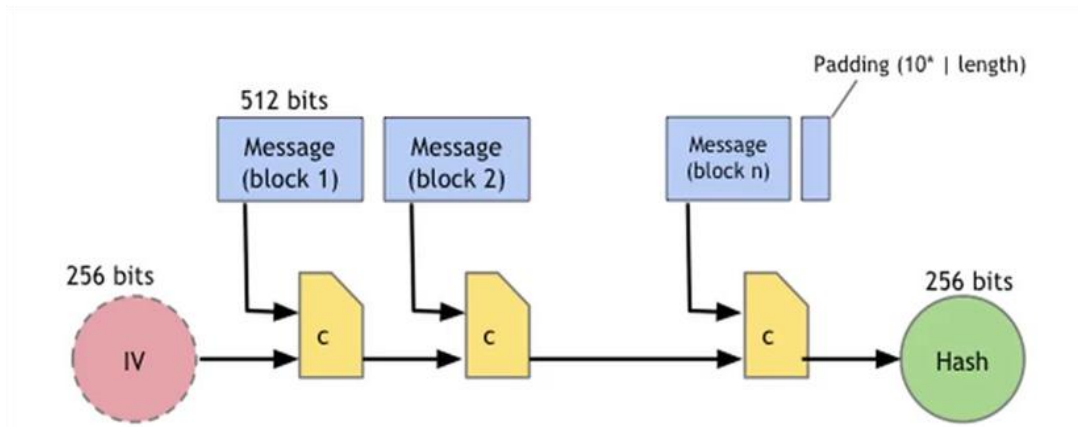 Padding (10* | length)
512 bits
Message
(block 1)
Message
(block 2)
Message
(block n)
256 bits
256 bits
IV
c
c
c
Hash